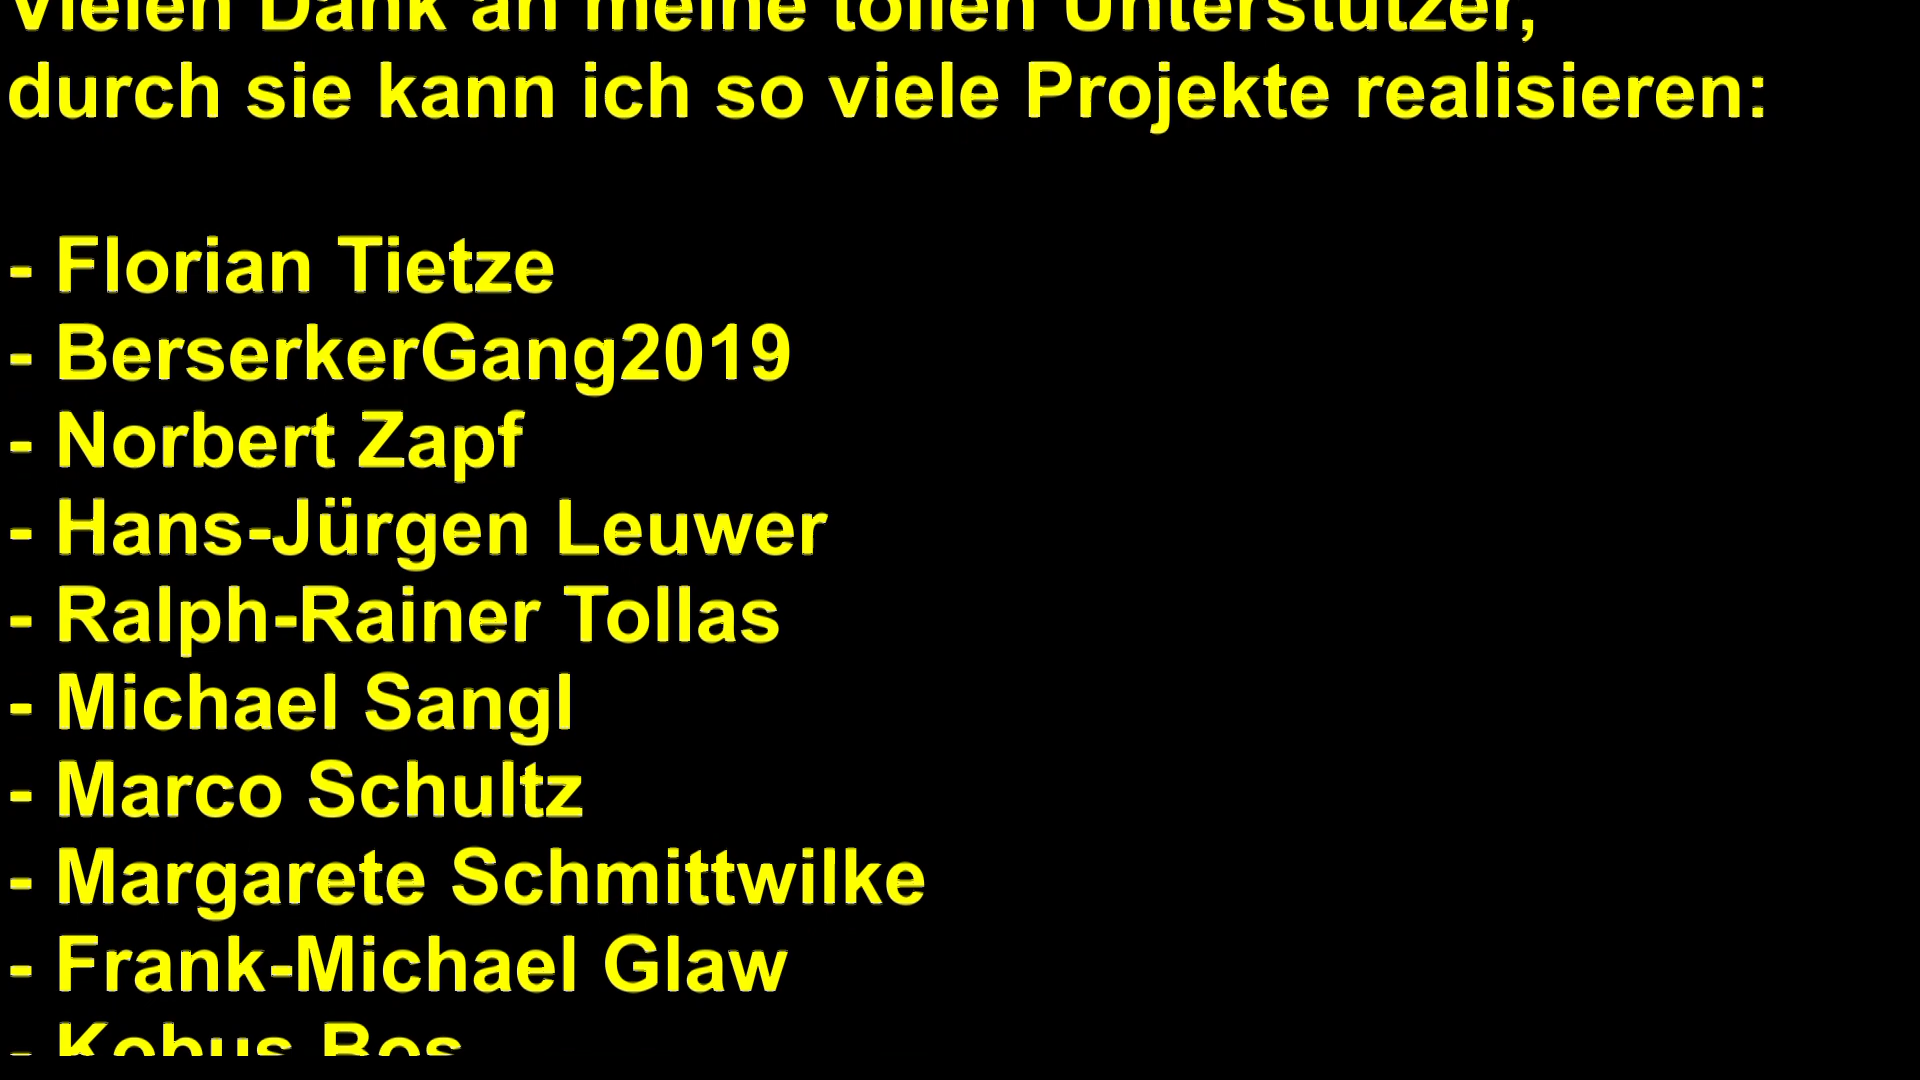 Vielen Dank an meine tollen Unterstützer,
durch sie kann ich so viele Projekte realisieren:
- Florian Tietze
- BerserkerGang2019
- Norbert Zapf
- Hans-Jürgen Leuwer
- Ralph-Rainer Tollas
- Michael Sangl
- Marco Schultz
- Margarete Schmittwilke
- Frank-Michael Glaw
- Kobus Bos